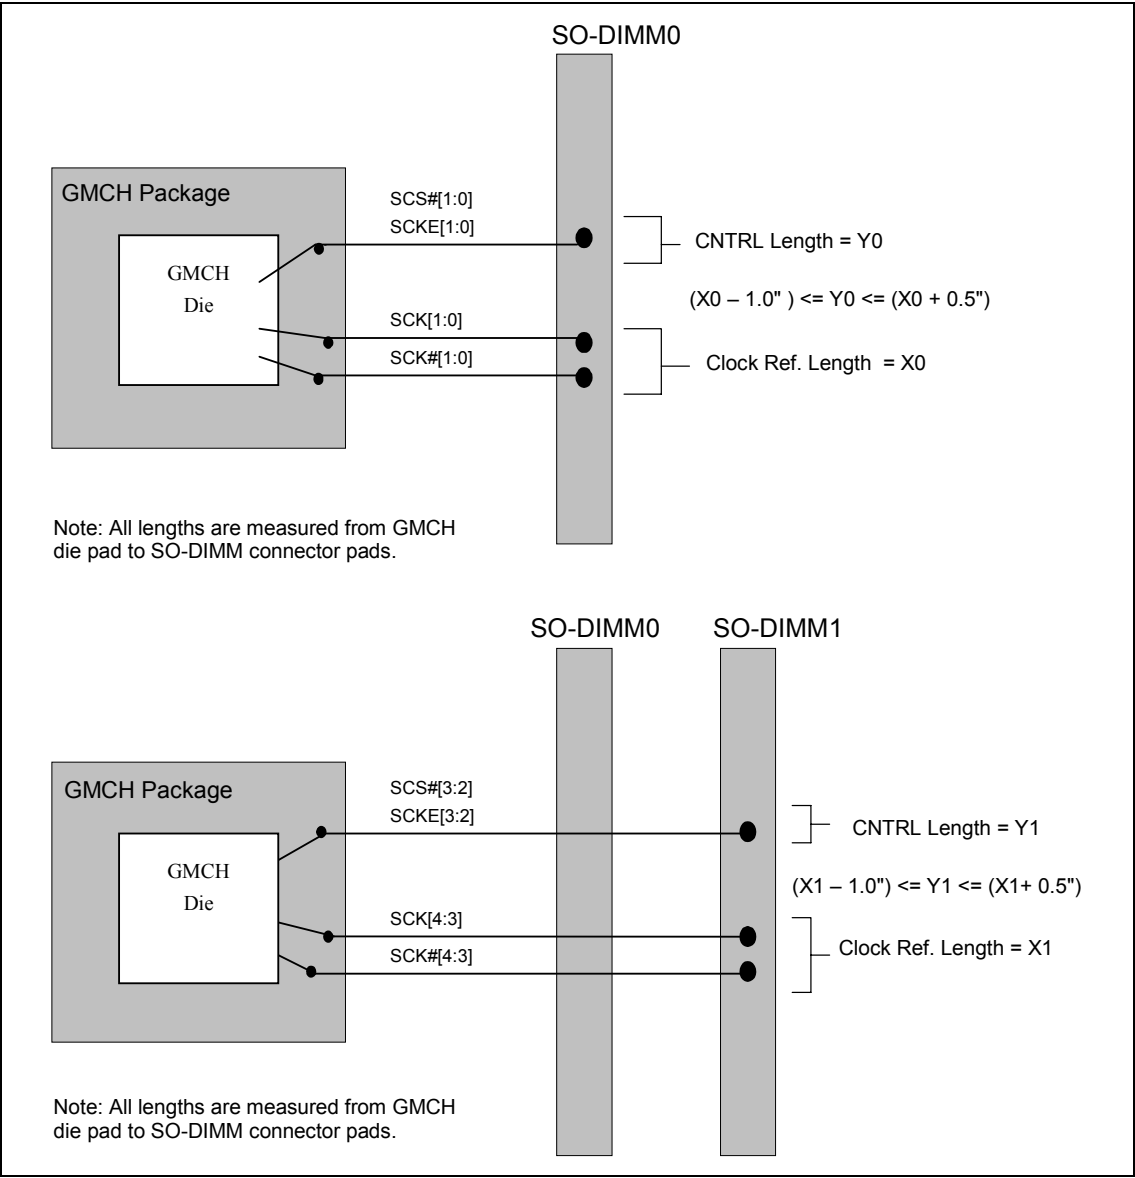 SO-DIMM0
GMCH Package
GMCH
Die
SCS#[1:0]
SCKE[1:0]
CNTRL Length = Y0
(X0 – 1.0" ) <= Y0 <= (X0 + 0.5")
SCK[1:0]
SCK#[1:0]
Clock Ref. Length = X0
Note: All lengths are measured from GMCH
die pad to SO-DIMM connector pads.
SO-DIMM0
SO-DIMM1
GMCH Package
GMCH
Die
SCS#[3:2]
SCKE[3:2]
CNTRL Length = Y1
(X1 – 1.0") <= Y1 <= (X1+ 0.5")
SCK[4:3]
SCK#[4:3]
Clock Ref. Length = X1
Note: All lengths are measured from GMCH
die pad to SO-DIMM connector pads.